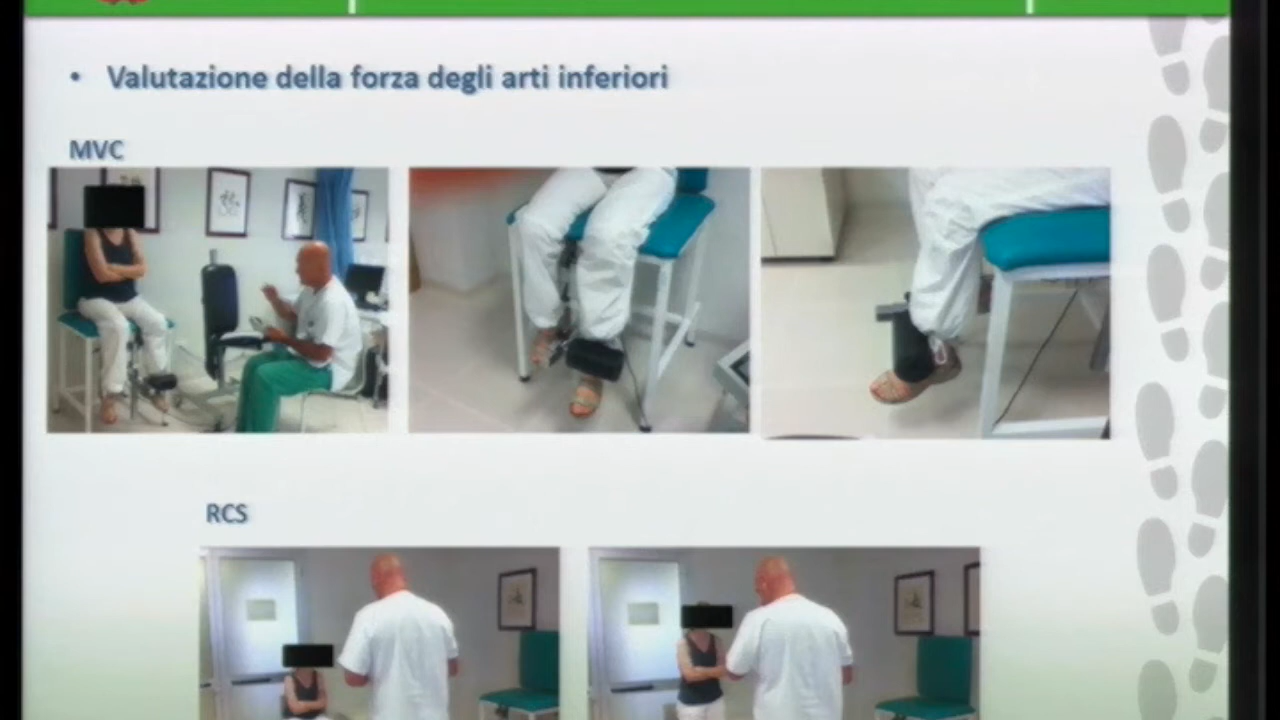 • Valutazione della forza degli arti inferiori
MVC
RCS